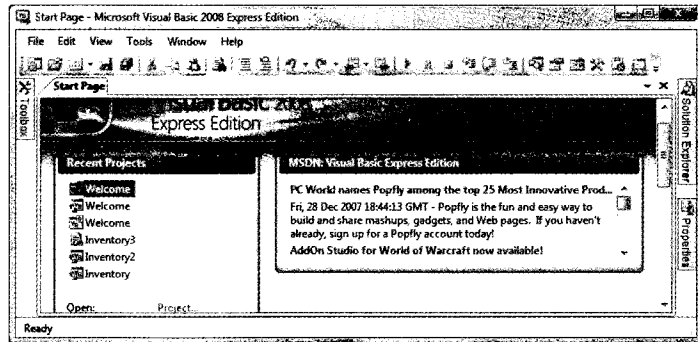 Start Page - Microsoft Visual Basic 2008 Express Edition
File Edit View Tools Window Help
Toolbox
Start Page
Express Edition
Recent Projects
Welcome
Welcome
Welcome
Inventory3
Inventory2
Inventory
Open: Project...
MSDN: Visual Basic Express Edition
PC World names Popfly among the top 25 Most Innovative Prod...
Fri, 28 Dec 2007 18:44:13 GMT - Popfly is the fun and easy way to
build and share mashups, gadgets, and Web pages. If you haven't
already, sign up for a Popfly account today!
AddOn Studio for World of Warcraft now available!
Solution Explorer
Properties
Ready